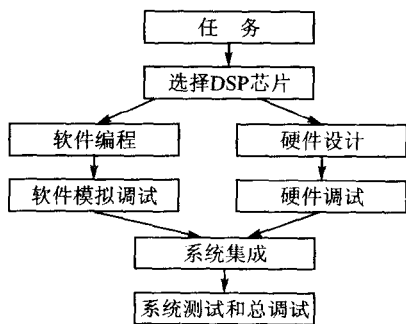 任 务
选择DSP芯片
软件编程
硬件设计
软件模拟调试
硬件调试
系统集成
系统测试和总调试